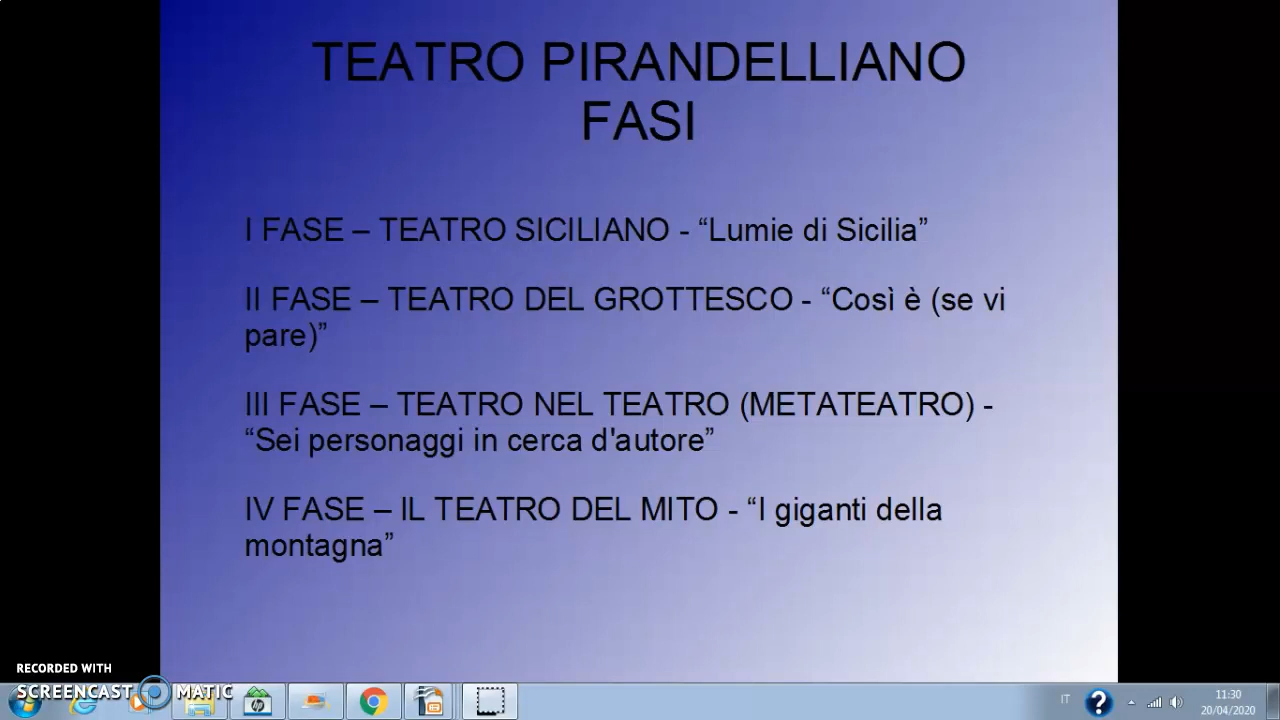 TEATRO PIRANDELLIANO
FASI
I FASE – TEATRO SICILIANO - “Lumie di Sicilia”
II FASE – TEATRO DEL GROTTESCO - “Così è (se vi
pare)”
III FASE – TEATRO NEL TEATRO (METATEATRO) -
“Sei personaggi in cerca d'autore”
IV FASE – IL TEATRO DEL MITO - “I giganti della
montagna”
RECORDED WITH
SCREENCAST MATIC
hp
IT
?
11:30
20/04/2020